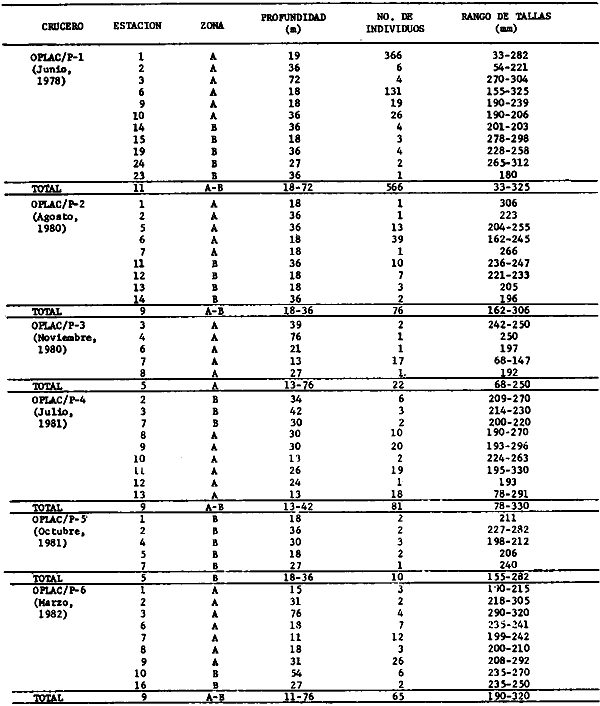 CRUCERO ESTACION ZONA PROFUNDIDAD (m) NO. DE INDIVIDUOS RANGO DE TALLAS (mm)
OPLAC/P-1 1 A 19 366 33-282
(Junio, 2 A 36 6 54-221
1978) 3 A 72 4 270-304
6 A 18 131 155-325
9 A 18 19 190-239
10 A 36 26 190-206
14 B 36 4 201-203
15 B 18 3 278-298
19 B 36 4 228-258
24 B 27 2 265-312
23 B 36 1 180
TOTAL 11 A-B 18-72 566 33-325
OPLAC/P-2 1 A 18 1 306
(Agosto, 2 A 36 1 223
1980) 5 A 36 13 204-255
6 A 18 39 162-245
7 A 18 1 266
11 B 36 10 236-247
12 B 18 7 221-233
13 B 18 3 205
14 B 36 2 196
TOTAL 9 A-B 18-36 76 162-306
OPLAC/P-3 3 A 39 2 242-250
(Noviembre, 4 A 76 1 250
1980) 6 A 21 1 197
7 A 13 17 68-147
8 A 27 1 192
TOTAL 5 A 13-76 22 68-250
OPLAC/P-4 2 B 34 6 209-270
(Julio, 3 B 42 3 214-230
1981) 7 B 30 2 200-220
8 A 30 10 190-270
9 A 30 20 193-296
10 A 13 2 224-263
11 A 26 19 195-330
12 A 24 1 193
13 A 13 18 78-291
TOTAL 9 A-B 13-42 81 78-330
OPLAC/P-5 1 B 18 2 211
(Octubre, 2 B 36 2 227-282
1981) 4 B 30 3 198-212
5 B 18 2 206
7 B 27 1 240
TOTAL 5 B 18-36 10 155-282
OPLAC/P-6 1 A 15 3 190-215
(Marzo, 2 A 31 2 218-305
1982) 3 A 76 4 290-320
6 A 18 7 235-241
7 A 11 12 199-242
8 A 18 3 200-210
9 A 31 26 208-292
10 B 54 6 235-270
16 B 27 2 235-250
TOTAL 9 A-B 11-76 65 190-320